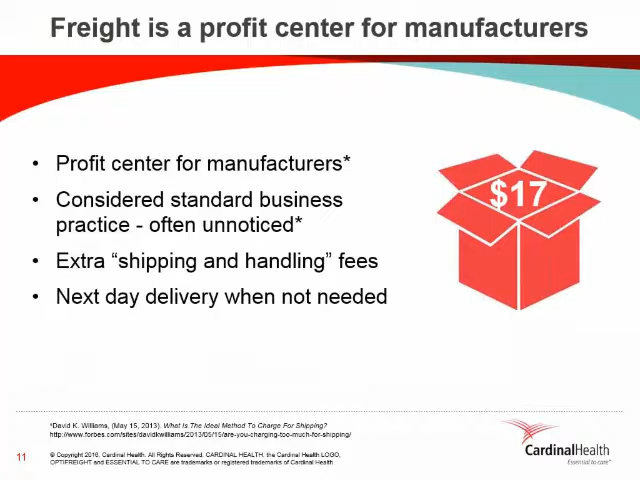 Freight is a profit center for manufacturers
• Profit center for manufacturers*
• Considered standard business
practice - often unnoticed*
• Extra “shipping and handling” fees
• Next day delivery when not needed
$17
*David K. Williams, (May 15, 2013). What Is The Ideal Method To Charge For Shipping?
http://www.forbes.com/sites/davidkwilliams/2013/05/15/are-you-charging-too-much-for-shipping/
11
© Copyright 2016, Cardinal Health. All Rights Reserved. CARDINAL HEALTH, the Cardinal Health LOGO,
OPTIFREIGHT and ESSENTIAL TO CARE are trademarks or registered trademarks of Cardinal Health
CardinalHealth
Essential to care™